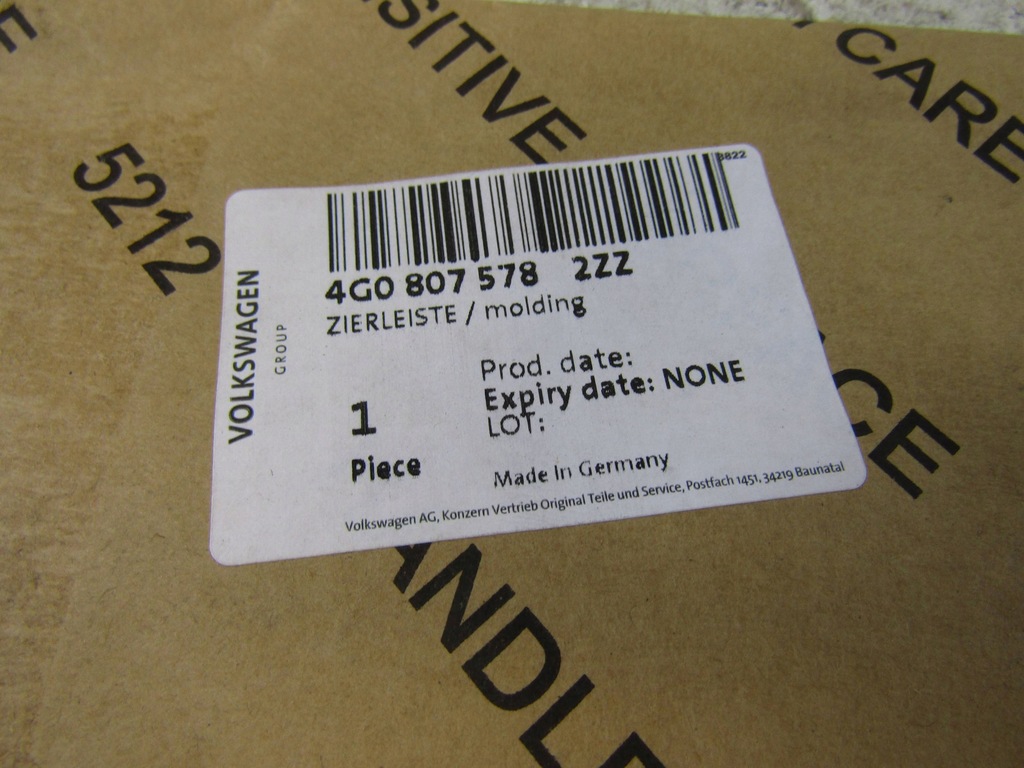 SITIVE
CARE
5212
3822
4G0 807 578 2ZZ
ZIERLEISTE / molding
VOLKSWAGEN
GROUP
Prod. date:
Expiry date: NONE
LOT:
1
Piece
Made In Germany
Volkswagen AG, Konzern Vertrieb Original Teile und Service, Postfach 1451, 34219 Baunatal
CE
ANDLE